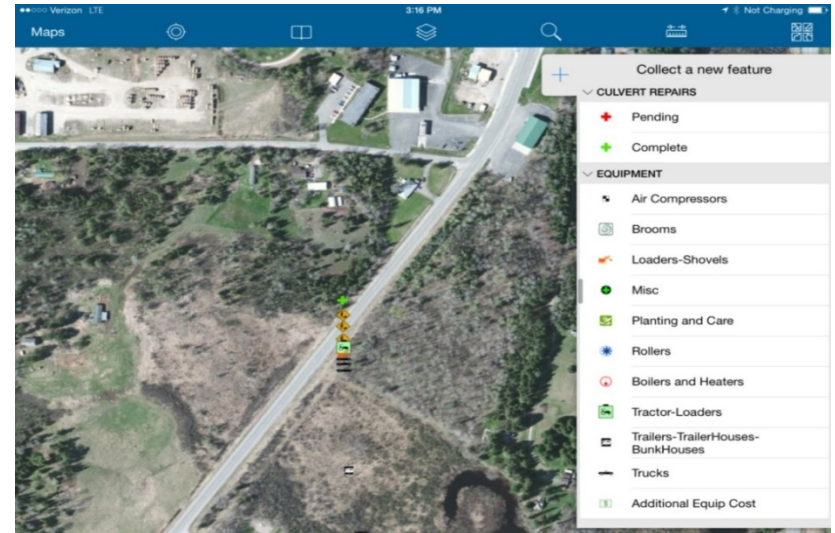 Verizon LTE
3:16 PM
Not Charging
Maps
Collect a new feature
CULVERT REPAIRS
Pending
Complete
EQUIPMENT
Air Compressors
Brooms
Loaders-Shovels
Misc
Planting and Care
Rollers
Boilers and Heaters
Tractor-Loaders
Trailers-TrailerHouses-
BunkHouses
Trucks
Additional Equip Cost